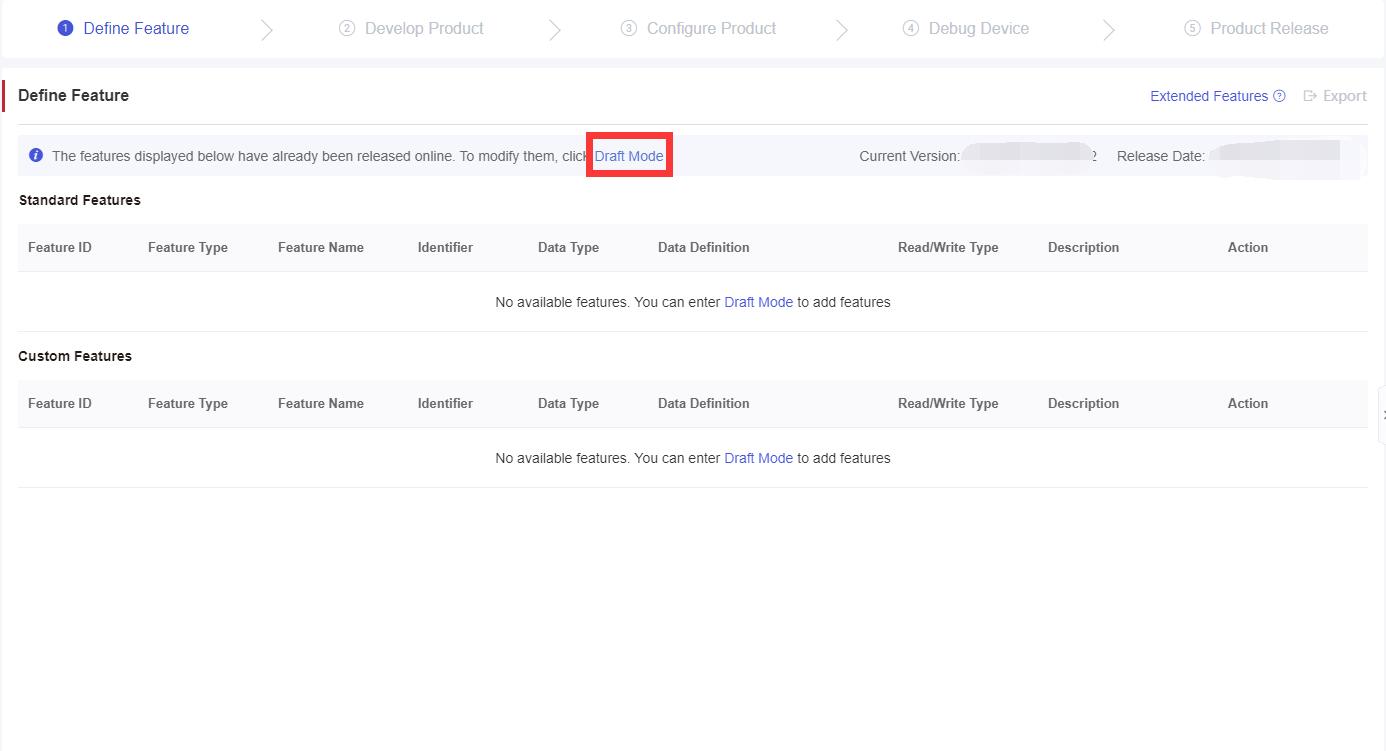 1 Define Feature 2 Develop Product 3 Configure Product 4 Debug Device 5 Product Release
Define Feature Extended Features ? Export
i The features displayed below have already been released online. To modify them, click Draft Mode Current Version: 2 Release Date:
Standard Features
Feature ID Feature Type Feature Name Identifier Data Type Data Definition Read/Write Type Description Action
No available features. You can enter Draft Mode to add features
Custom Features
Feature ID Feature Type Feature Name Identifier Data Type Data Definition Read/Write Type Description Action
No available features. You can enter Draft Mode to add features